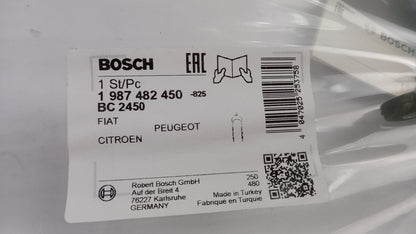 BOSCH
EAC
1 St/Pc
1 987 482 450 -825
BC 2450
FIAT
PEUGEOT
CITROEN
4 047025 253758
250
480
Robert Bosch GmbH
Auf der Breit 4
76227 Karlsruhe
GERMANY
Made in Turkey
Fabriqué en Turquie